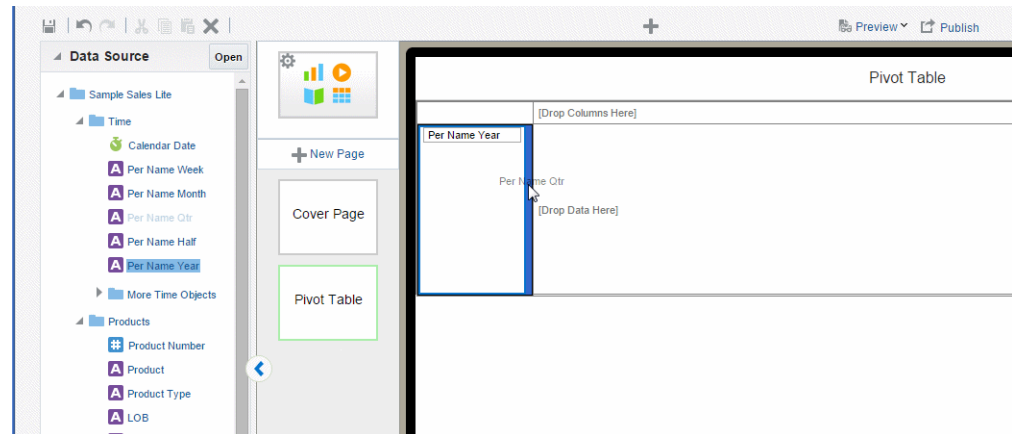 Preview
Publish
Data Source
Open
Sample Sales Lite
Time
Calendar Date
Per Name Week
Per Name Month
Per Name Qtr
Per Name Half
Per Name Year
More Time Objects
Products
Product Number
Product
Product Type
LOB
New Page
Cover Page
Pivot Table
Pivot Table
[Drop Columns Here]
Per Name Year
Per Name Qtr
[Drop Data Here]